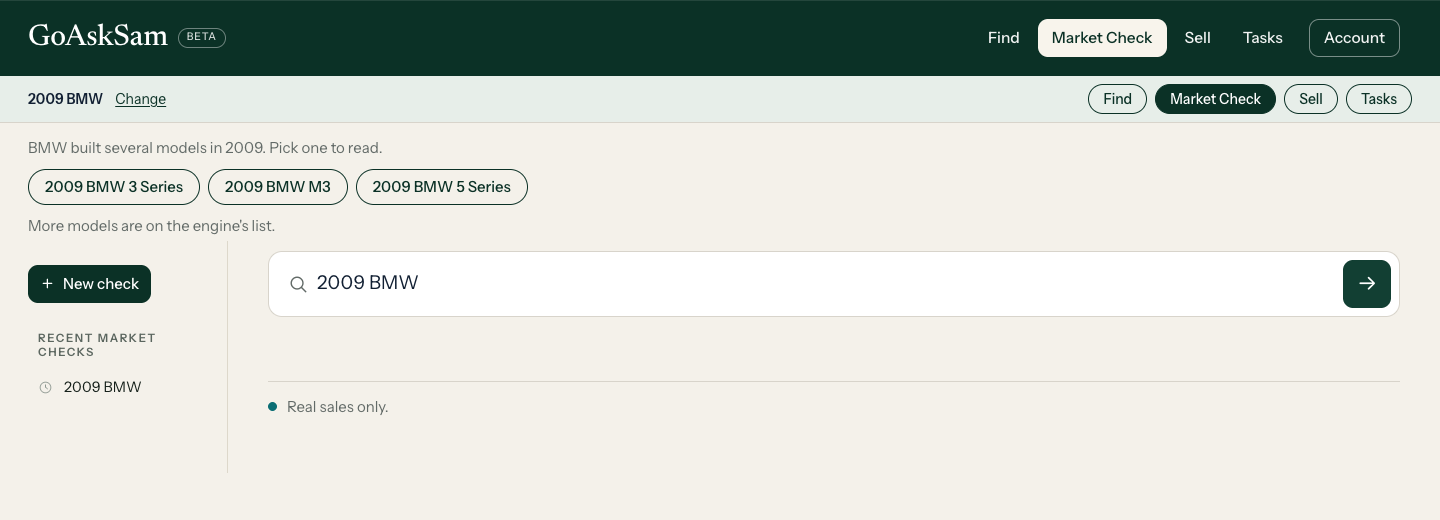 GoAskSam BETA Find Market Check Sell Tasks Account
2009 BMW Change Find Market Check Sell Tasks
BMW built several models in 2009. Pick one to read.
2009 BMW 3 Series 2009 BMW M3 2009 BMW 5 Series
More models are on the engine's list.
+ New check
2009 BMW
RECENT MARKET
CHECKS
2009 BMW
Real sales only.